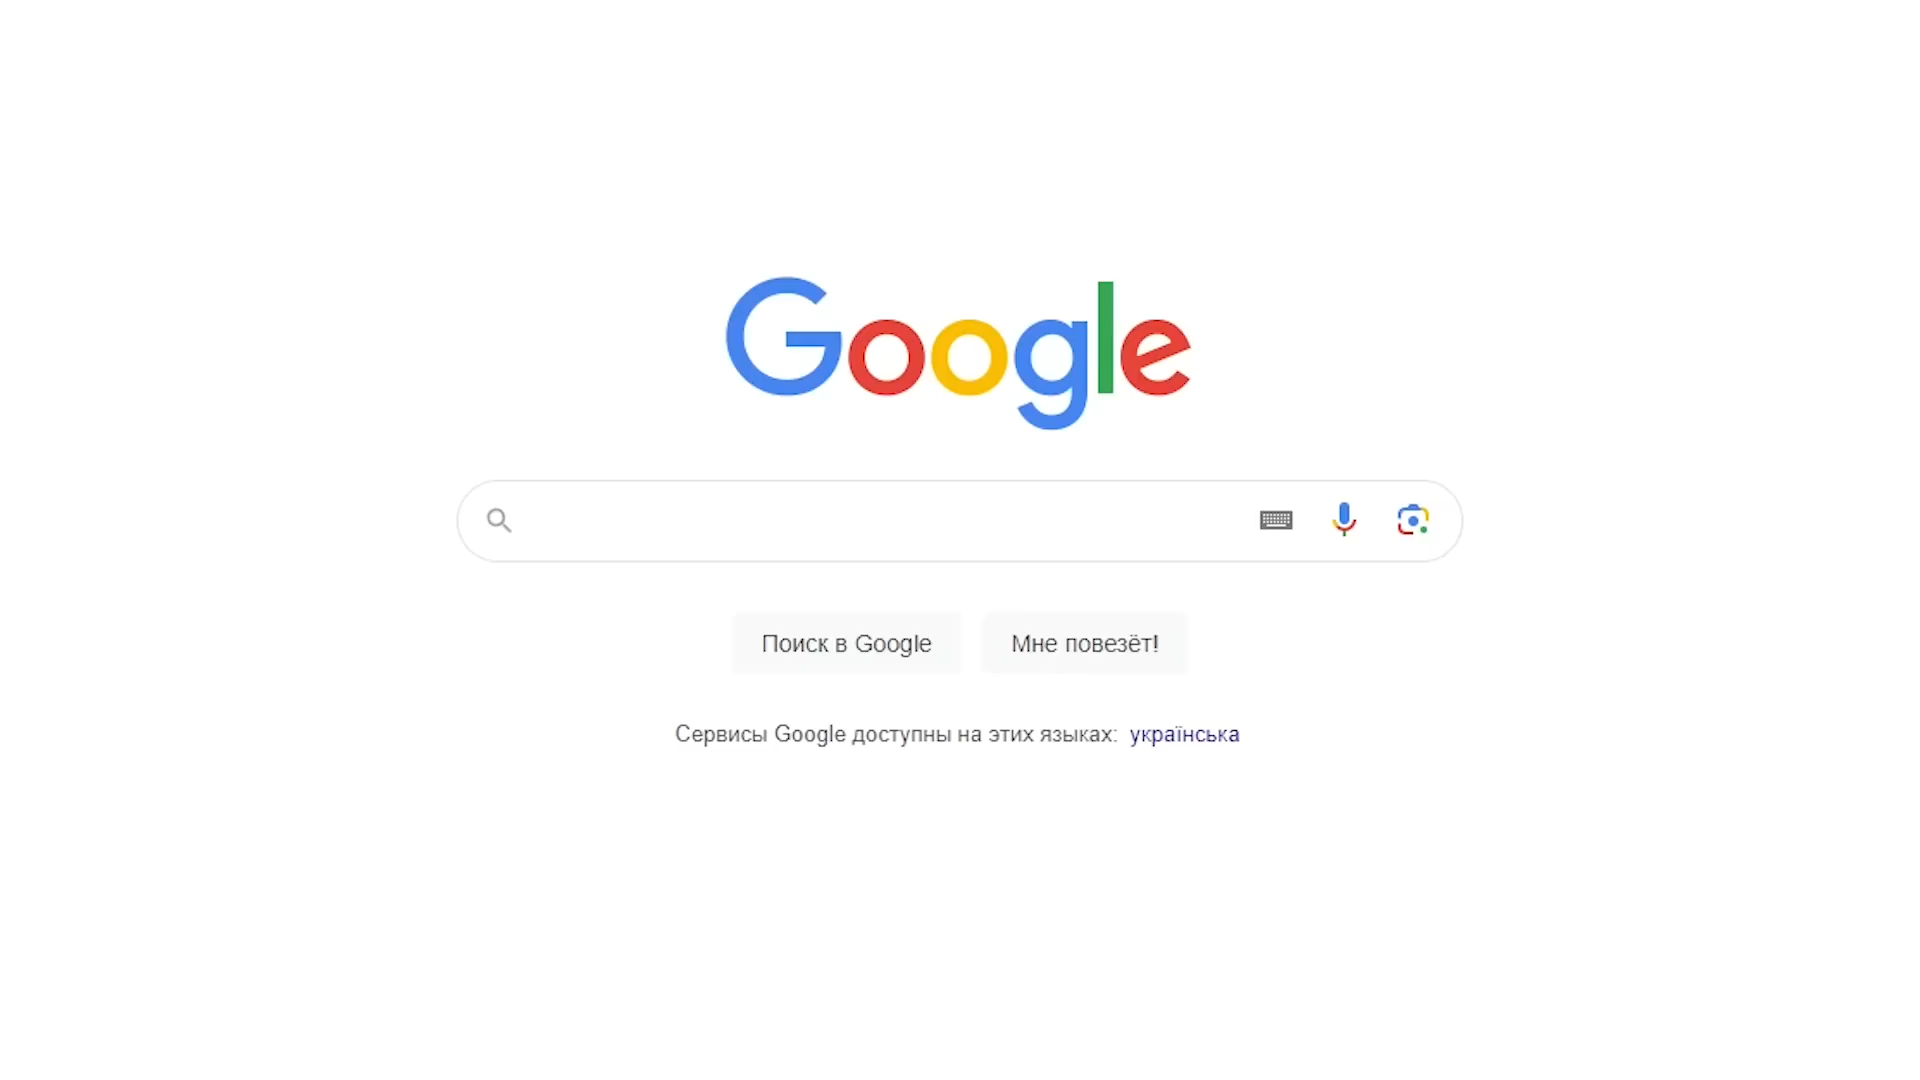 Google
Поиск в Google
Мне повезёт!
Сервисы Google доступны на этих языках: українська